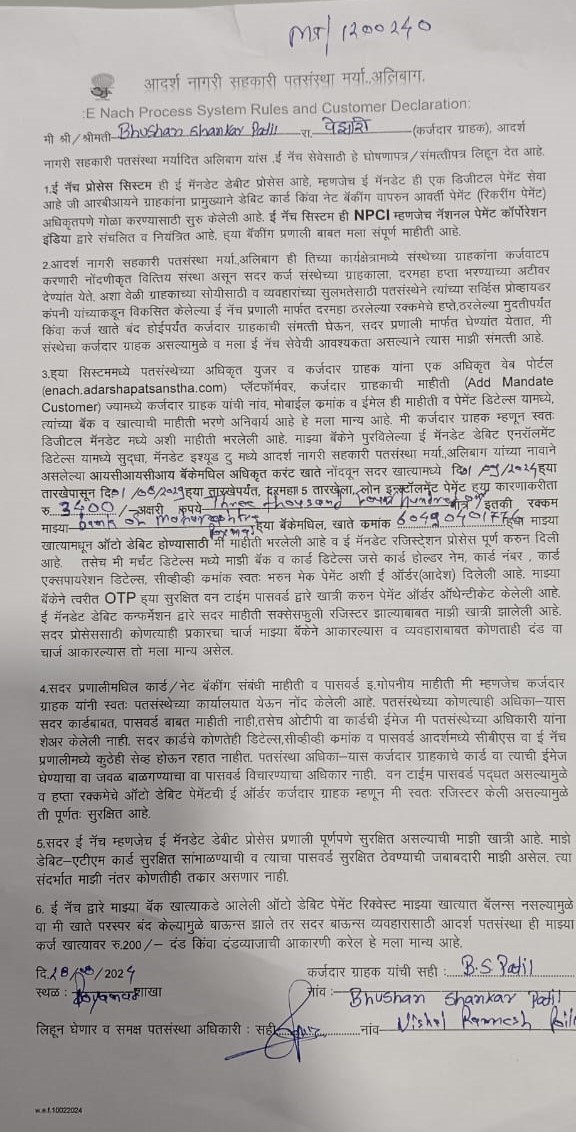 MT/1200240
आदर्श नागरी सहकारी पतसंस्था मर्या.,अलिबाग.
:E Nach Process System Rules and Customer Declaration:
मी श्री/श्रीमती Bhushan Shankar Patil रा. पेझारी (कर्जदार ग्राहक), आदर्श
नागरी सहकारी पतसंस्था मर्यादित अलिबाग यांस .ई नॅच सेवेसाठी हे घोषणापत्र/संमत्तीपत्र लिहून देत आहे.
1.ई नॅच प्रोसेस सिस्टम ही ई मॅनडेट डेबीट प्रोसेस आहे, म्हणजेच ई मॅनडेट ही एक डिजीटल पेमेंट सेवा
आहे जी आरबीआयने ग्राहकांना प्रामुख्याने डेबिट कार्ड किंवा नेट बँकींग वापरुन आवर्ती पेमेंट (रिकरींग पेमेंट)
अधिकृतपणे गोळा करण्यासाठी सुरु केलेली आहे. ई नॅच सिस्टम ही NPCI म्हणजेच नॅशनल पेमेंट कॉर्पोरेशन
इंडिया द्वारे संचलित व नियंत्रित आहे. ह्या बँकींग प्रणाली बाबत मला संपूर्ण माहीती आहे.
2.आदर्श नागरी सहकारी पतसंस्था मर्या.,अलिबाग ही तिच्या कार्यक्षेत्रामध्ये संस्थेच्या ग्राहकांना कर्जवाटप
करणारी नोंदणीकृत वित्तिय संस्था असून सदर कर्ज संस्थेच्या ग्राहकाला, दरमहा हप्ता भरण्याच्या अटीवर
देण्यांत येते. अशा वेळी ग्राहकाच्या सोयीसाठी व व्यवहारांच्या सुलभतेसाठी पतसंस्थेने त्यांच्या सर्व्हिस प्रोव्हायडर
कंपनी यांच्याकडून विकसित केलेल्या ई नॅच प्रणाली मार्फत दरमहा ठरलेल्या रक्कमेचे हप्ते,ठरलेल्या मुदतीपर्यंत
किंवा कर्ज खाते बंद होईपर्यंत कर्जदार ग्राहकाची संमत्ती घेऊन, सदर प्रणाली मार्फत घेण्यांत येतात, मी
संस्थेचा कर्जदार ग्राहक असल्यामुळे व मला ई नॅच सेवेची आवश्यकता असल्याने त्यास माझी संमत्ती आहे.
3.ह्या सिस्टममध्ये पतसंस्थेच्या अधिकृत युजर व कर्जदार ग्राहक यांना एक अधिकृत वेब पोर्टल
(enach.adarshapatsanstha.com) प्लॅटफॉर्मवर, कर्जदार ग्राहकाची माहीती (Add Mandate
Customer) ज्यामध्ये कर्जदार ग्राहकांची नांव, मोबाईल कमांक व ईमेल ही माहीती व पेमेंट डिटेल्स यामध्ये,
त्यांच्या बँक व खात्याची माहीती भरणे अनिवार्य आहे हे मला मान्य आहे. मी कर्जदार ग्राहक म्हणून स्वतः
डिजीटल मॅनडेट मध्ये अशी माहीती भरलेली आहे. माझ्या बँकेने पुरविलेल्या ई मॅनडेट डेबिट एनरॉलमेंट
डिटेल्स यामध्ये सुध्दा, मॅनडेट इश्यूड टु मध्ये आदर्श नागरी सहकारी पतसंस्था मर्या.,अलिबाग यांच्या नावाने
असलेल्या आयसीआयसीआय बँकेमधिल अधिकृत करंट खाते नोंदवून सदर खात्यामध्ये दि. /2024ह्या
तारखेपासून दि. /2029ह्या तारखेपर्यंत, दरमहा 5 तारखेला, लोन इन्स्टॉलमेंट पेमेंट ह्या कारणाकरीता
रु. 3400/- अक्षरी रुपये Three thousand four hundred मात्र/इतकी रक्कम
माझ्या Bank of Maharashtra ह्या बँकेमधिल, खाते कमांक ह्या माझ्या
खात्यामधून ऑटो डेबिट होण्यासाठी मी माहीती भरलेली आहे व ई मॅनडेट रजिस्ट्रेशन प्रोसेस पूर्ण करुन दिली
आहे. तसेच मी मर्चंट डिटेल्स मध्ये माझी बँक व कार्ड डिटेल्स जसे कार्ड होल्डर नेम, कार्ड नंबर , कार्ड
एक्सपायरेशन डिटेल्स, सीव्हीव्ही कमांक स्वतः भरुन मेक पेमेंट अशी ई ऑर्डर(आदेश) दिलेली आहे. माझ्या
बॅकेने त्वरीत OTP ह्या सुरक्षित वन टाईम पासवर्ड द्वारे खात्री करुन पेमेंट ऑर्डर ऑथेन्टीकेट केलेली आहे.
ई मॅनडेट डेबिट कन्फर्मेशन द्वारे सदर माहीती सक्सेसफुली रजिस्टर झाल्याबाबत माझी खात्री झालेली आहे.
सदर प्रोसेससाठी कोणत्याही प्रकारचा चार्ज माझ्या बॅकेने आकारल्यास व व्यवहाराबाबत कोणताही दंड वा
चार्ज आकारल्यास तो मला मान्य असेल.
4.सदर प्रणालीमधिल कार्ड/नेट बँकींग संबंधी माहीती व पासवर्ड इ.गोपनीय माहीती मी म्हणजेच कर्जदार
ग्राहक यांनी स्वतः पतसंस्थेच्या कार्यालयात येऊन नोंद केलेली आहे. पतसंस्थेच्या कोणत्याही अधिका-यास
सदर कार्डबाबत, पासवर्ड बाबत माहीती नाही,तसेच ओटीपी वा कार्डची ईमेज मी पतसंस्थेच्या अधिकारी यांना
शेअर केलेली नाही. सदर कार्डचे कोणतेही डिटेल्स,सीव्हीव्ही कमांक व पासवर्ड आदर्शमध्ये सीबीएस वा ई नॅच
प्रणालीमध्ये कुठेही सेव्ह होऊन रहात नाहीत. पतसंस्था अधिका-यास कर्जदार ग्राहकाचे कार्ड वा त्याची ईमेज
घेण्याचा वा जवळ बाळगण्याचा वा पासवर्ड विचारण्याचा अधिकार नाही. वन टाईम पासवर्ड पद्धत असल्यामुळे
व हप्ता रक्कमेचे ऑटो डेबिट पेमेंटची ई ऑर्डर कर्जदार ग्राहक म्हणून मी स्वतः रजिस्टर केली असल्यामुळे
ती पूर्णतः सुरक्षित आहे.
5.सदर ई नॅच म्हणजेच ई मॅनडेट डेबीट प्रोसेस प्रणाली पूर्णपणे सुरक्षित असल्याची माझी खात्री आहे. माझे
डेबिट-एटीएम कार्ड सुरक्षित सांभाळण्याची व त्याचा पासवर्ड सुरक्षित ठेवण्याची जबाबदारी माझी असेल. त्या
संदर्भात माझी नंतर कोणतीही तकार असणार नाही.
6. ई नॅच द्वारे माझ्या बँक खात्याकडे आलेली ऑटो डेबिट पेमेंट रिक्वेस्ट माझ्या खात्यात बॅलन्स नसल्यामुळे
वा मी खाते परस्पर बंद केल्यामुळे बाऊन्स झाले तर सदर बाऊन्स व्यवहारासाठी आदर्श पतसंस्था ही माझ्या
कर्ज खात्यावर रु.200/- दंड किंवा दंडव्याजाची आकारणी करेल हे मला मान्य आहे.
दि. /2024 कर्जदार ग्राहक यांची सही : B.S.Patil
स्थळ : शाखा नांव :- Bhushan Shankar Patil
लिहून घेणार व समक्ष पतसंस्था अधिकारी : सही नांव
w.e.f.10022024